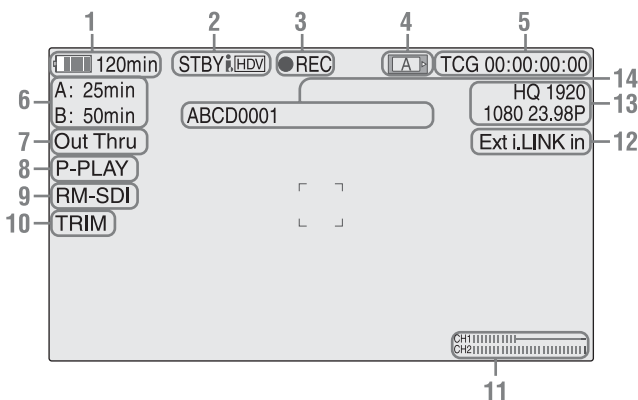 1 2 3 4 5
120min STBY i HDV ●REC A TCG 00:00:00:00
14
6 A: 25min HQ 1920 13
B: 50min ABCD0001 1080 23.98P
7 Out Thru Ext i.LINK in 12
8 P-PLAY
9 RM-SDI
10 TRIM
CH1
CH2
11